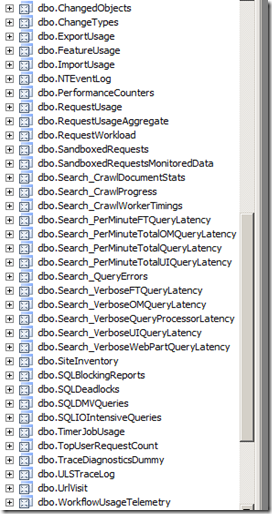 dbo.ChangedObjects
dbo.ChangeTypes
dbo.ExportUsage
dbo.FeatureUsage
dbo.ImportUsage
dbo.NTEventLog
dbo.PerformanceCounters
dbo.RequestUsage
dbo.RequestUsageAggregate
dbo.RequestWorkload
dbo.SandboxedRequests
dbo.SandboxedRequestsMonitoredData
dbo.Search_CrawlDocumentStats
dbo.Search_CrawlProgress
dbo.Search_CrawlWorkerTimings
dbo.Search_PerMinuteFTQueryLatency
dbo.Search_PerMinuteTotalOMQueryLatency
dbo.Search_PerMinuteTotalQueryLatency
dbo.Search_PerMinuteTotalUIQueryLatency
dbo.Search_QueryErrors
dbo.Search_VerboseFTQueryLatency
dbo.Search_VerboseOMQueryLatency
dbo.Search_VerboseQueryProcessorLatency
dbo.Search_VerboseUIQueryLatency
dbo.Search_VerboseWebPartQueryLatency
dbo.SiteInventory
dbo.SQLBlockingReports
dbo.SQLDeadlocks
dbo.SQLDMVQueries
dbo.SQLIOIntensiveQueries
dbo.TimerJobUsage
dbo.TopUserRequestCount
dbo.TraceDiagnosticsDummy
dbo.ULSTraceLog
dbo.UrlVisit
dbo.WorkflowUsageTelemetry